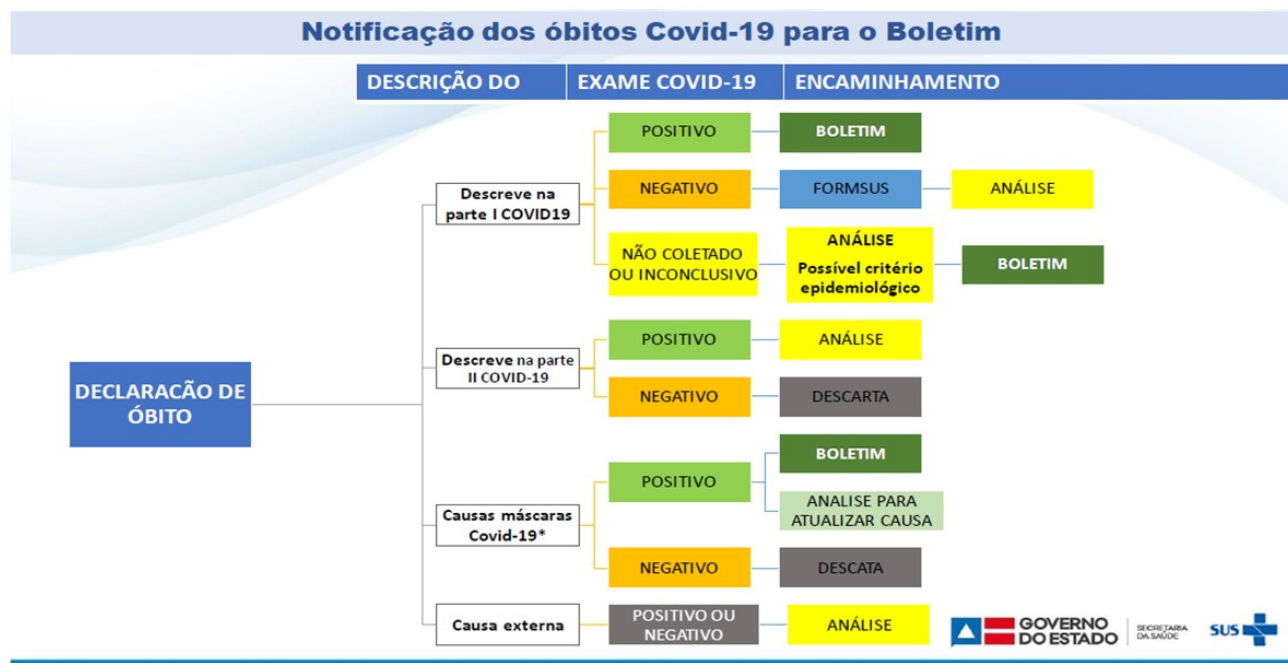 Notificação dos óbitos Covid-19 para o Boletim
DESCRIÇÃO DO
EXAME COVID-19
ENCAMINHAMENTO
DECLARACÃO DE
ÓBITO
Descreve na
parte I COVID19
POSITIVO
BOLETIM
NEGATIVO
FORMSUS
ANÁLISE
NÃO COLETADO
OU INCONCLUSIVO
ANÁLISE
Possível critério
epidemiológico
BOLETIM
Descreve na parte
II COVID-19
POSITIVO
ANÁLISE
NEGATIVO
DESCARTA
Causas máscaras
Covid-19*
POSITIVO
BOLETIM
ANALISE PARA
ATUALIZAR CAUSA
NEGATIVO
DESCATA
Causa externa
POSITIVO OU
NEGATIVO
ANÁLISE
GOVERNO
DO ESTADO
SECRETARIA
DA SAÚDE
SUS